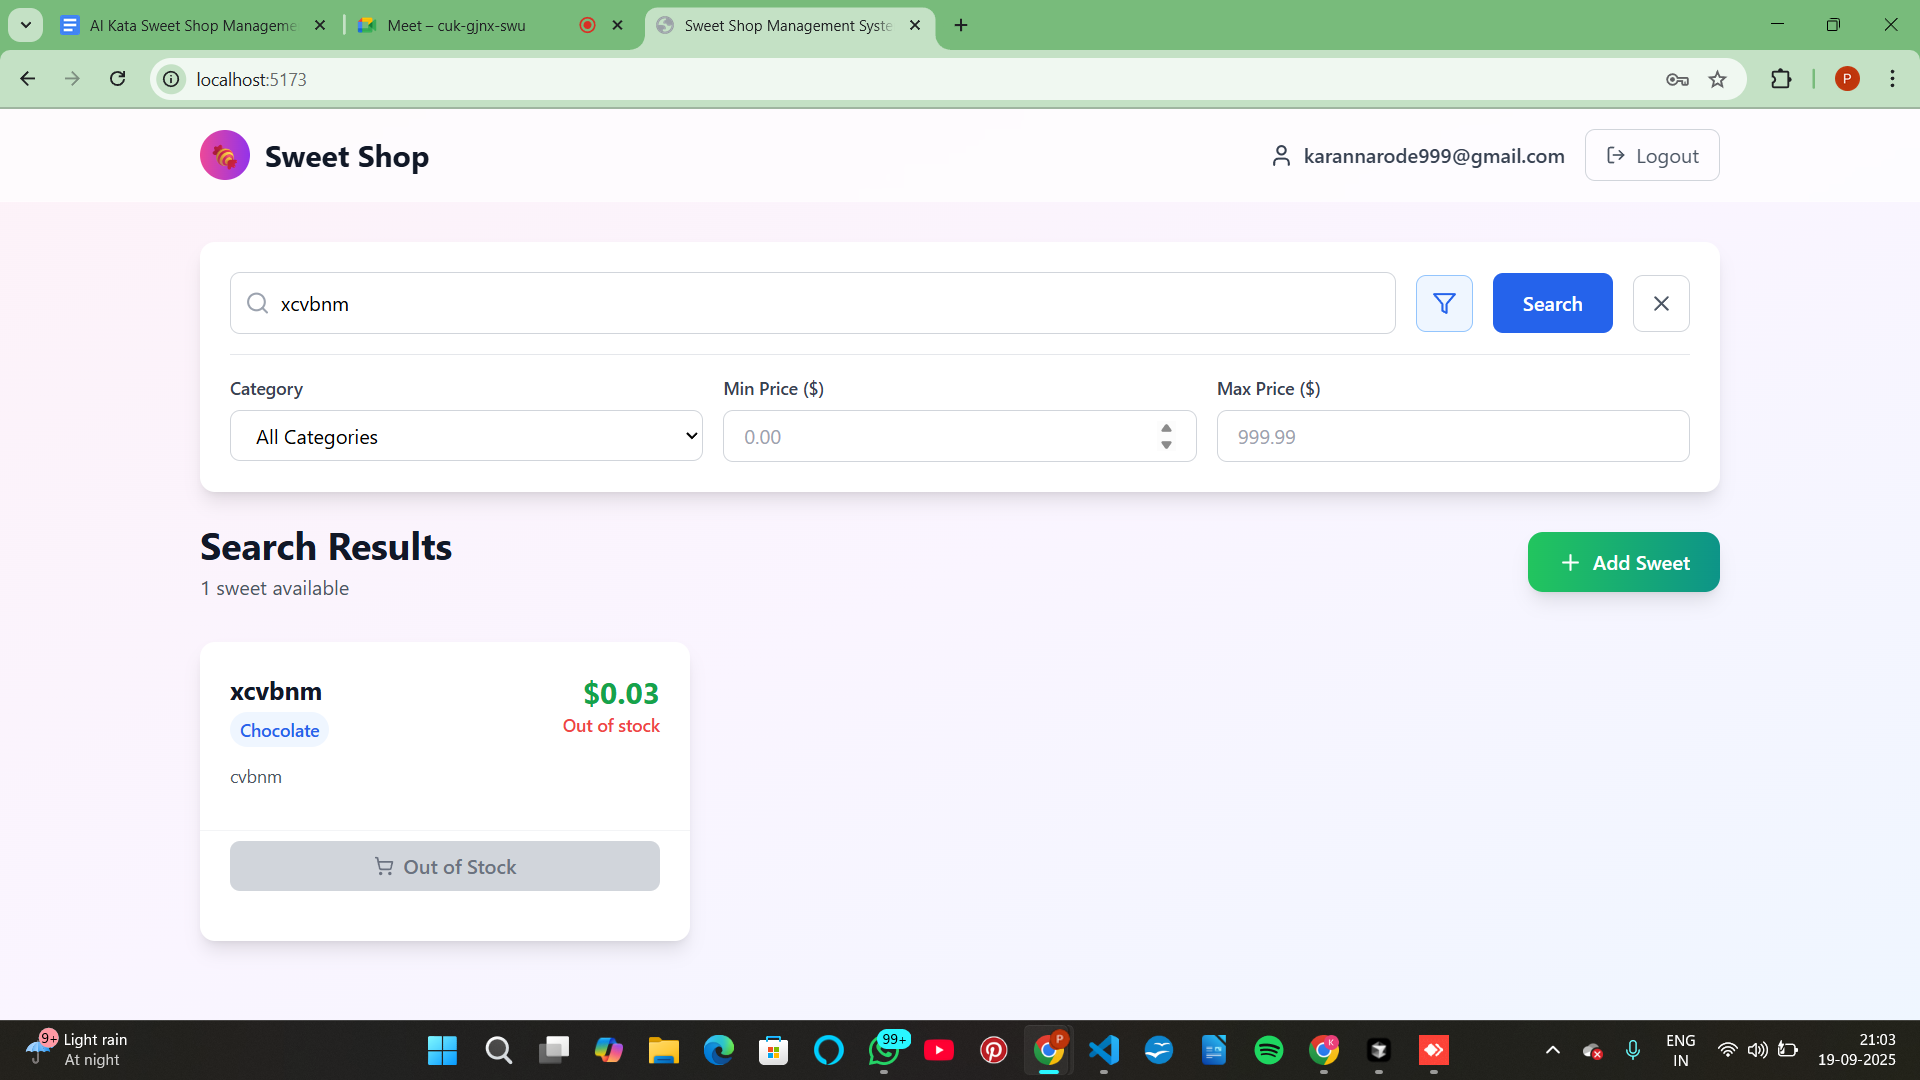 AI Kata Sweet Shop Manageme
Meet – cuk-gjnx-swu
Sweet Shop Management Syste
localhost:5173
P
Sweet Shop
karannarode999@gmail.com
Logout
xcvbnm
Search
Category
Min Price ($)
Max Price ($)
All Categories
0.00
999.99
Search Results
1 sweet available
Add Sweet
xcvbnm
$0.03
Chocolate
Out of stock
cvbnm
Out of Stock
9+
Light rain
At night
99+
P
K
ENG
IN
21:03
19-09-2025